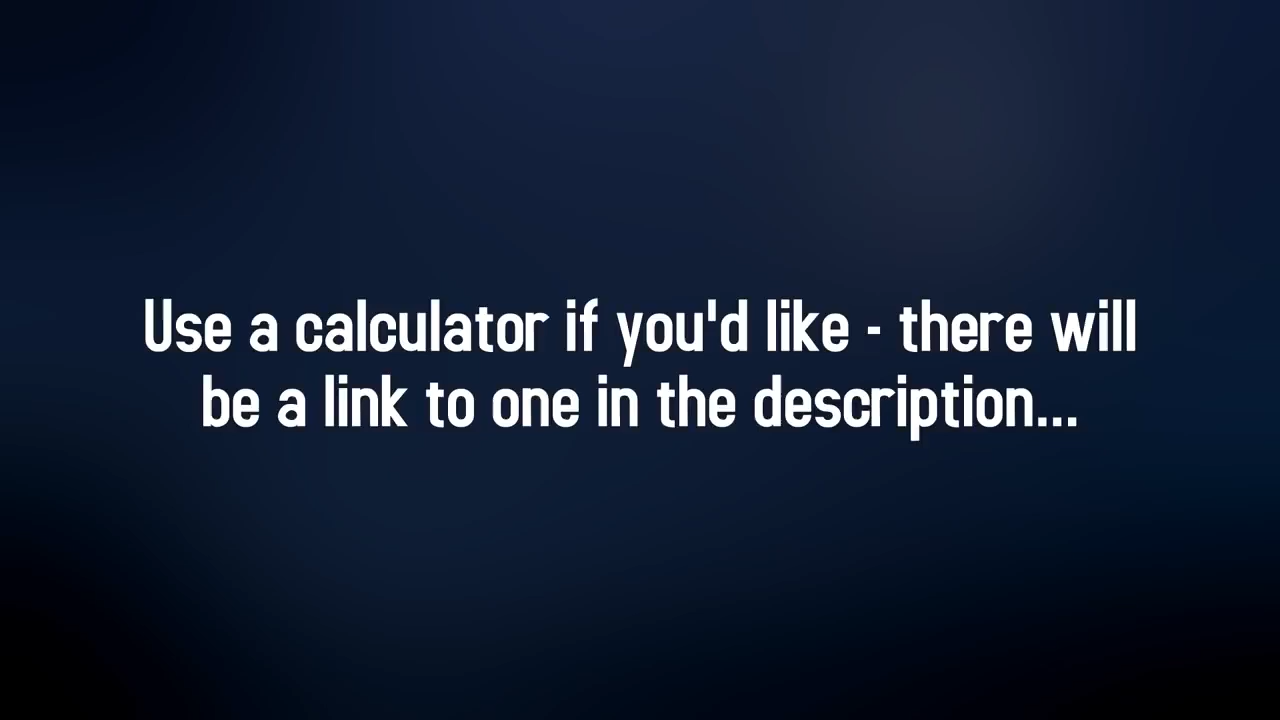 Use a calculator if you'd like - there will
be a link to one in the description...